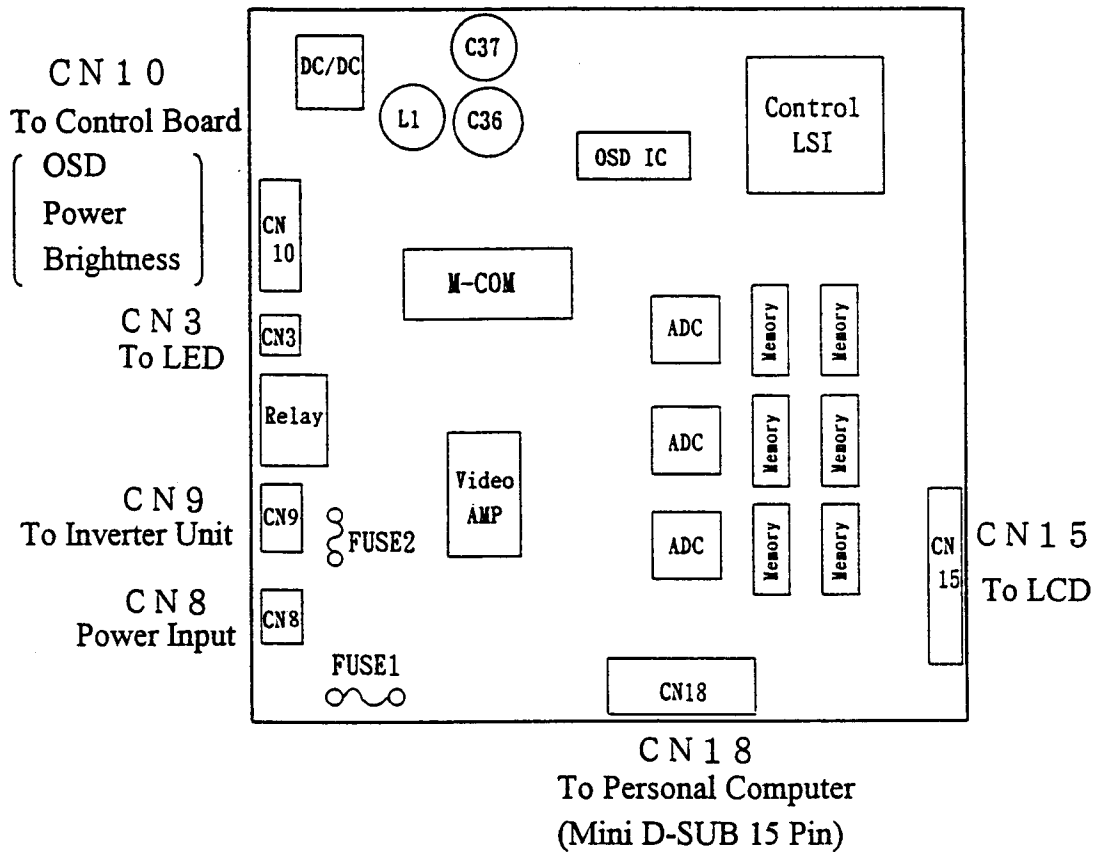 CN10
To Control Board
OSD
Power
Brightness
CN3
To LED
CN9
To Inverter Unit
CN8
Power Input
DC/DC
C37
L1
C36
OSD IC
Control
LSI
CN
10
M-COM
CN3
ADC
Memory
Memory
Relay
ADC
Memory
Memory
Video
AMP
CN9
FUSE2
ADC
Memory
Memory
CN
15
CN8
FUSE1
CN18
CN15
To LCD
CN18
To Personal Computer
(Mini D-SUB 15 Pin)